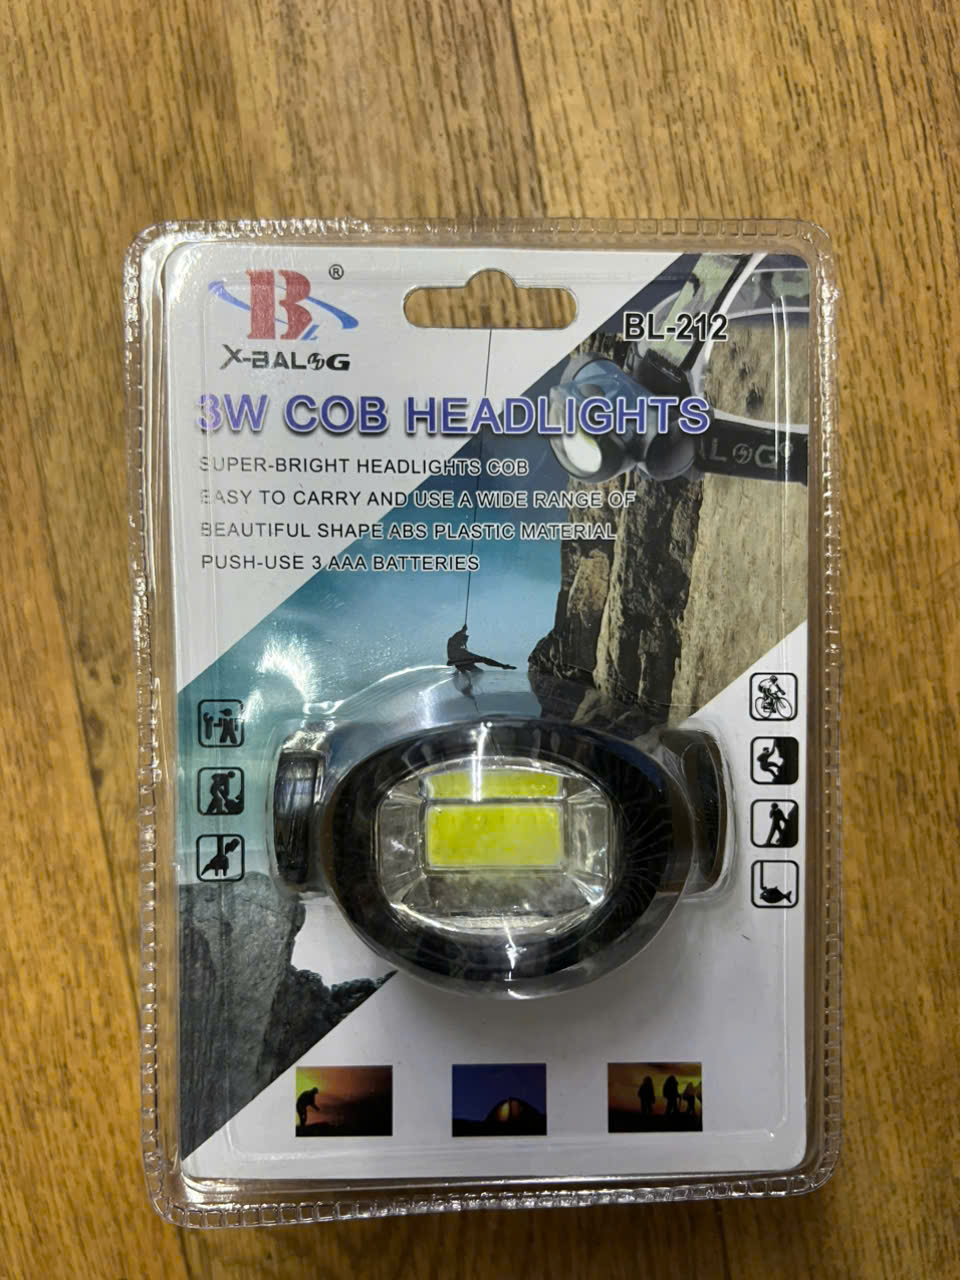 B ®
X-BALOG
BL-212
3W COB HEADLIGHTS
SUPER-BRIGHT HEADLIGHTS COB
EASY TO CARRY AND USE A WIDE RANGE OF
BEAUTIFUL SHAPE ABS PLASTIC MATERIAL
PUSH-USE 3 AAA BATTERIES